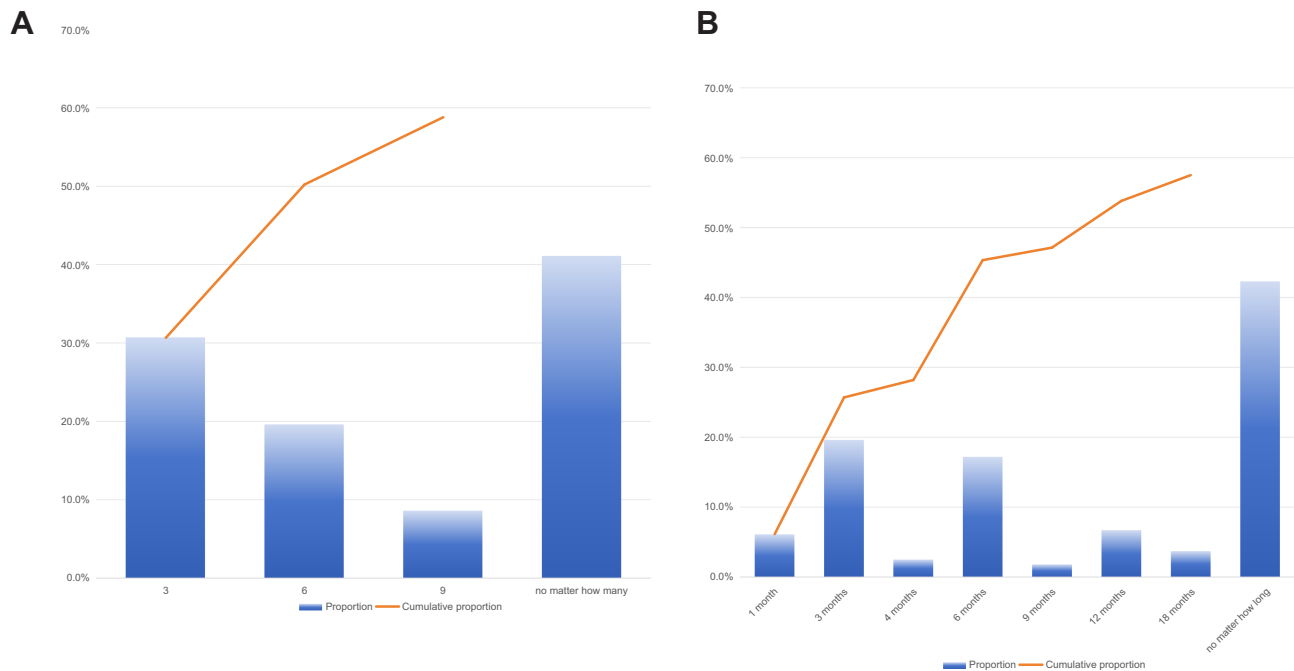 A
70.0%
60.0%
50.0%
40.0%
30.0%
20.0%
10.0%
0.0%
3 6 9 no matter how many
Proportion Cumulative proportion
B
70.0%
60.0%
50.0%
40.0%
30.0%
20.0%
10.0%
0.0%
1 month 3 months 4 months 6 months 9 months 12 months 18 months no matter how long
Proportion Cumulative proportion